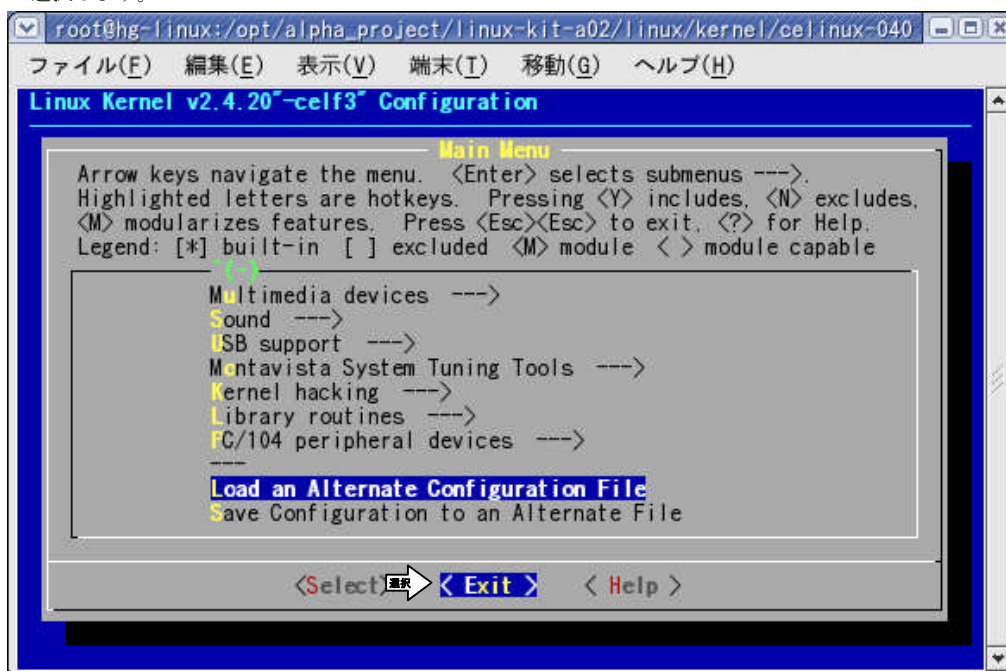 選択します。
root@hg-linux:/opt/alpha_project/linux-kit-a02/linux/kernel/celinux-040
ファイル(F) 編集(E) 表示(V) 端末(T) 移動(G) ヘルプ(H)
Linux Kernel v2.4.20"-celf3" Configuration
Main Menu
Arrow keys navigate the menu. <Enter> selects submenus --->.
Highlighted letters are hotkeys. Pressing <Y> includes, <N> excludes,
<M> modularizes features. Press <Esc><Esc> to exit, <?> for Help.
Legend: [*] built-in [ ] excluded <M> module < > module capable
^(-)
Multimedia devices --->
Sound --->
USB support --->
Montavista System Tuning Tools --->
Kernel hacking --->
Library routines --->
PC/104 peripheral devices --->
---
Load an Alternate Configuration File
Save Configuration to an Alternate File
<Select> 選択 < Exit > < Help >